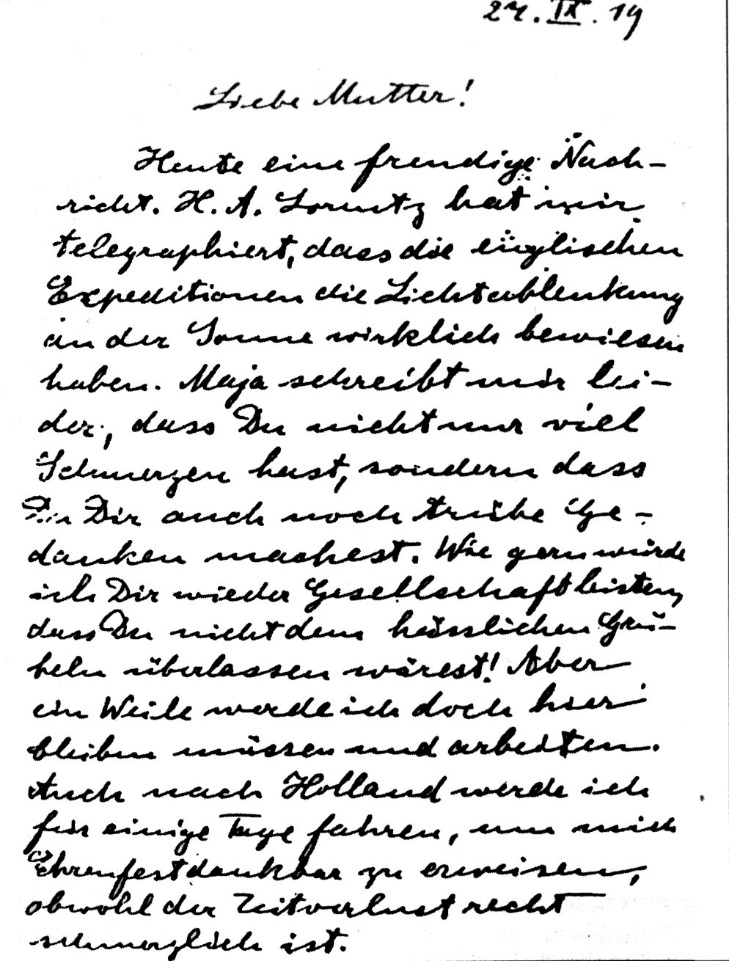 27. IX. 19
Liebe Mutter!
Heute eine freudige Nach-
richt. H. A. Lorentz hat mir
telegraphiert, dass die englischen
Expeditionen die Lichtablenkung
an der Sonne wirklich bewiesen
haben. Maja schreibt mir lei-
der, dass Du nicht nur viel
Schmerzen hast, sondern dass
Du Dir auch noch trübe Ge-
danken machest. Wie gern würde
ich Dir wieder Gesellschaft leisten,
dass Du nicht dem hässlichen Grü-
beln überlassen wärest! Aber
ein Weile werde ich doch hier
bleiben müssen und arbeiten.
Auch nach Holland werde ich
für einige Tage fahren, um mich
Ehrenfest dankbar zu erweisen,
obwohl der Zeitverlust recht
schmerzlich ist.